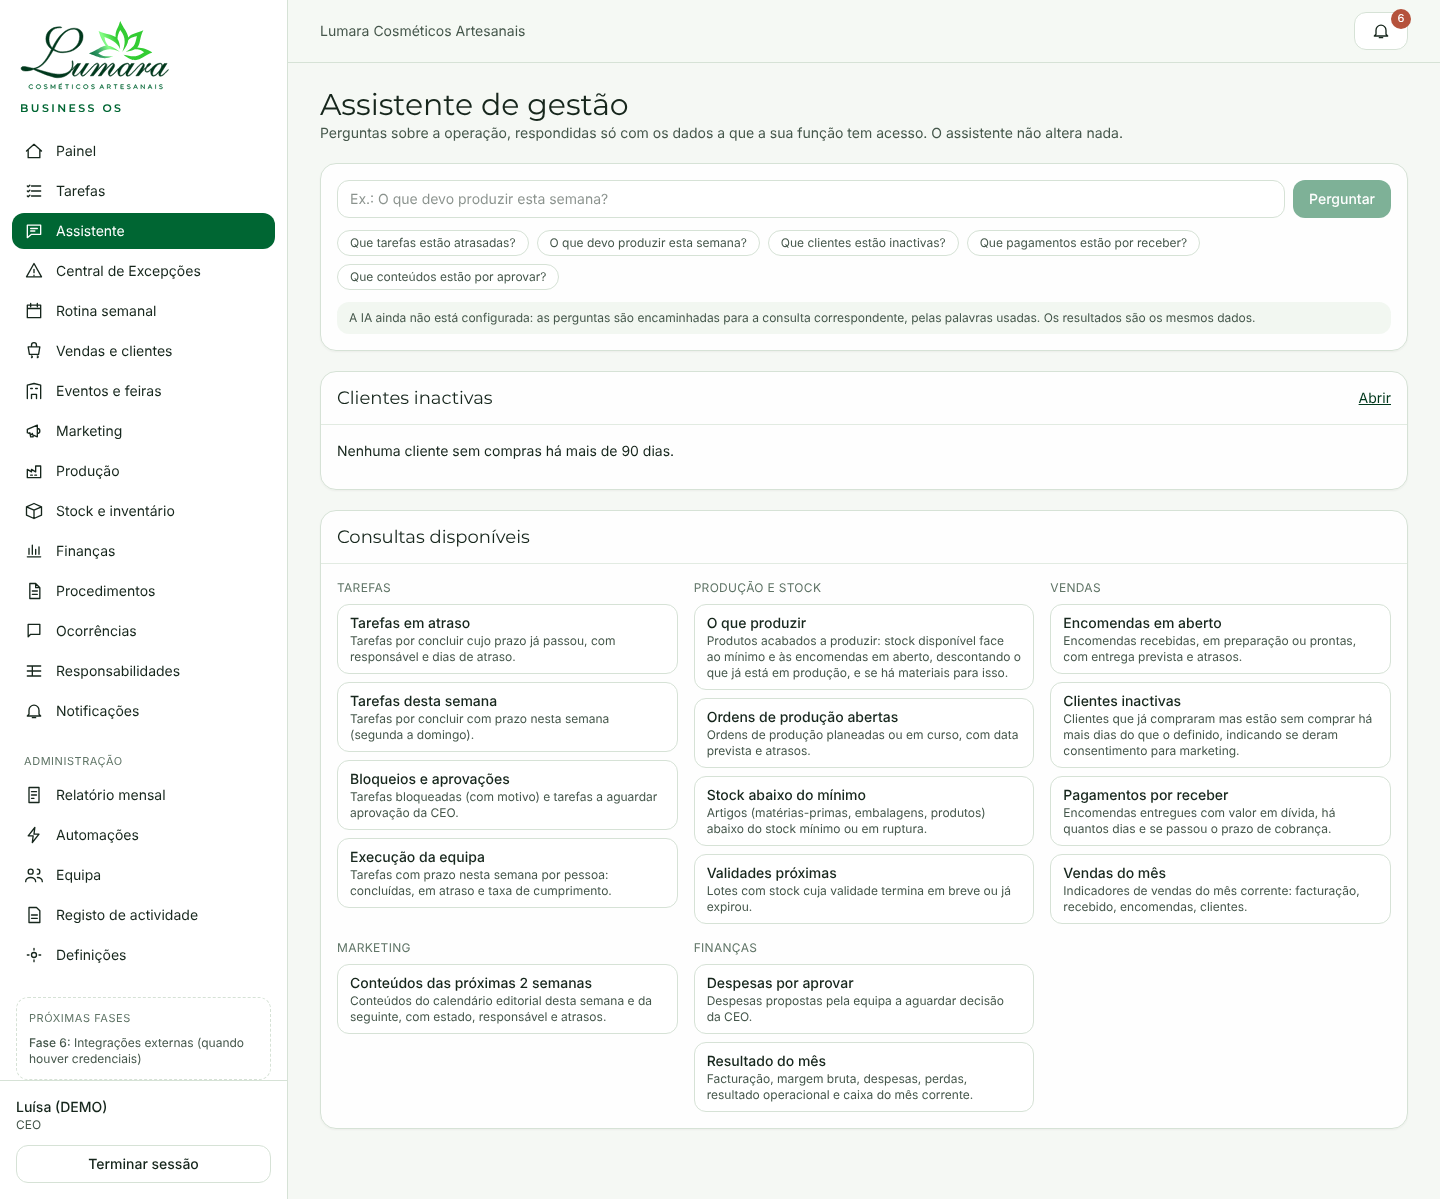 Lumara
COSMÉTICOS ARTESANAIS
BUSINESS OS
Painel
Tarefas
Assistente
Central de Excepções
Rotina semanal
Vendas e clientes
Eventos e feiras
Marketing
Produção
Stock e inventário
Finanças
Procedimentos
Ocorrências
Responsabilidades
Notificações
ADMINISTRAÇÃO
Relatório mensal
Automações
Equipa
Registo de actividade
Definições
PRÓXIMAS FASES
Fase 6: Integrações externas (quando
houver credenciais)
Luísa (DEMO)
CEO
Terminar sessão
Lumara Cosméticos Artesanais
6
Assistente de gestão
Perguntas sobre a operação, respondidas só com os dados a que a sua função tem acesso. O assistente não altera nada.
Ex.: O que devo produzir esta semana?
Perguntar
Que tarefas estão atrasadas?
O que devo produzir esta semana?
Que clientes estão inactivas?
Que pagamentos estão por receber?
Que conteúdos estão por aprovar?
A IA ainda não está configurada: as perguntas são encaminhadas para a consulta correspondente, pelas palavras usadas. Os resultados são os mesmos dados.
Clientes inactivas
Abrir
Nenhuma cliente sem compras há mais de 90 dias.
Consultas disponíveis
TAREFAS
Tarefas em atraso
Tarefas por concluir cujo prazo já passou, com
responsável e dias de atraso.
Tarefas desta semana
Tarefas por concluir com prazo nesta semana
(segunda a domingo).
Bloqueios e aprovações
Tarefas bloqueadas (com motivo) e tarefas a aguardar
aprovação da CEO.
Execução da equipa
Tarefas com prazo nesta semana por pessoa:
concluídas, em atraso e taxa de cumprimento.
PRODUÇÃO E STOCK
O que produzir
Produtos acabados a produzir: stock disponível face
ao mínimo e às encomendas em aberto, descontando o
que já está em produção, e se há materiais para isso.
Ordens de produção abertas
Ordens de produção planeadas ou em curso, com data
prevista e atrasos.
Stock abaixo do mínimo
Artigos (matérias-primas, embalagens, produtos)
abaixo do stock mínimo ou em ruptura.
Validades próximas
Lotes com stock cuja validade termina em breve ou já
expirou.
VENDAS
Encomendas em aberto
Encomendas recebidas, em preparação ou prontas,
com entrega prevista e atrasos.
Clientes inactivas
Clientes que já compraram mas estão sem comprar há
mais dias do que o definido, indicando se deram
consentimento para marketing.
Pagamentos por receber
Encomendas entregues com valor em dívida, há
quantos dias e se passou o prazo de cobrança.
Vendas do mês
Indicadores de vendas do mês corrente: facturação,
recebido, encomendas, clientes.
MARKETING
Conteúdos das próximas 2 semanas
Conteúdos do calendário editorial desta semana e da
seguinte, com estado, responsável e atrasos.
FINANÇAS
Despesas por aprovar
Despesas propostas pela equipa a aguardar decisão
da CEO.
Resultado do mês
Facturação, margem bruta, despesas, perdas,
resultado operacional e caixa do mês corrente.